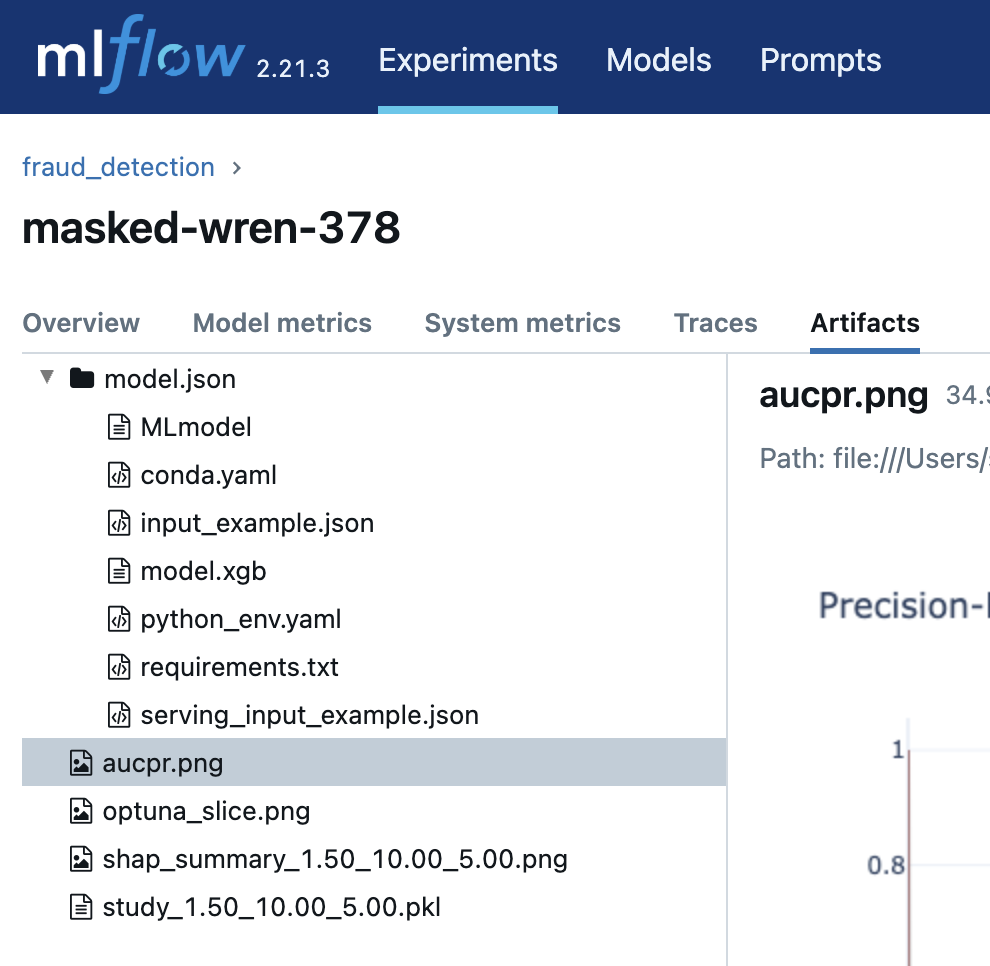 mlflow 2.21.3 Experiments Models Prompts
fraud_detection >
masked-wren-378
Overview Model metrics System metrics Traces Artifacts
model.json
MLmodel
conda.yaml
input_example.json
model.xgb
python_env.yaml
requirements.txt
serving_input_example.json
aucpr.png
optuna_slice.png
shap_summary_1.50_10.00_5.00.png
study_1.50_10.00_5.00.pkl
aucpr.png 34.
Path: file:///Users/
Precision-
1
0.8